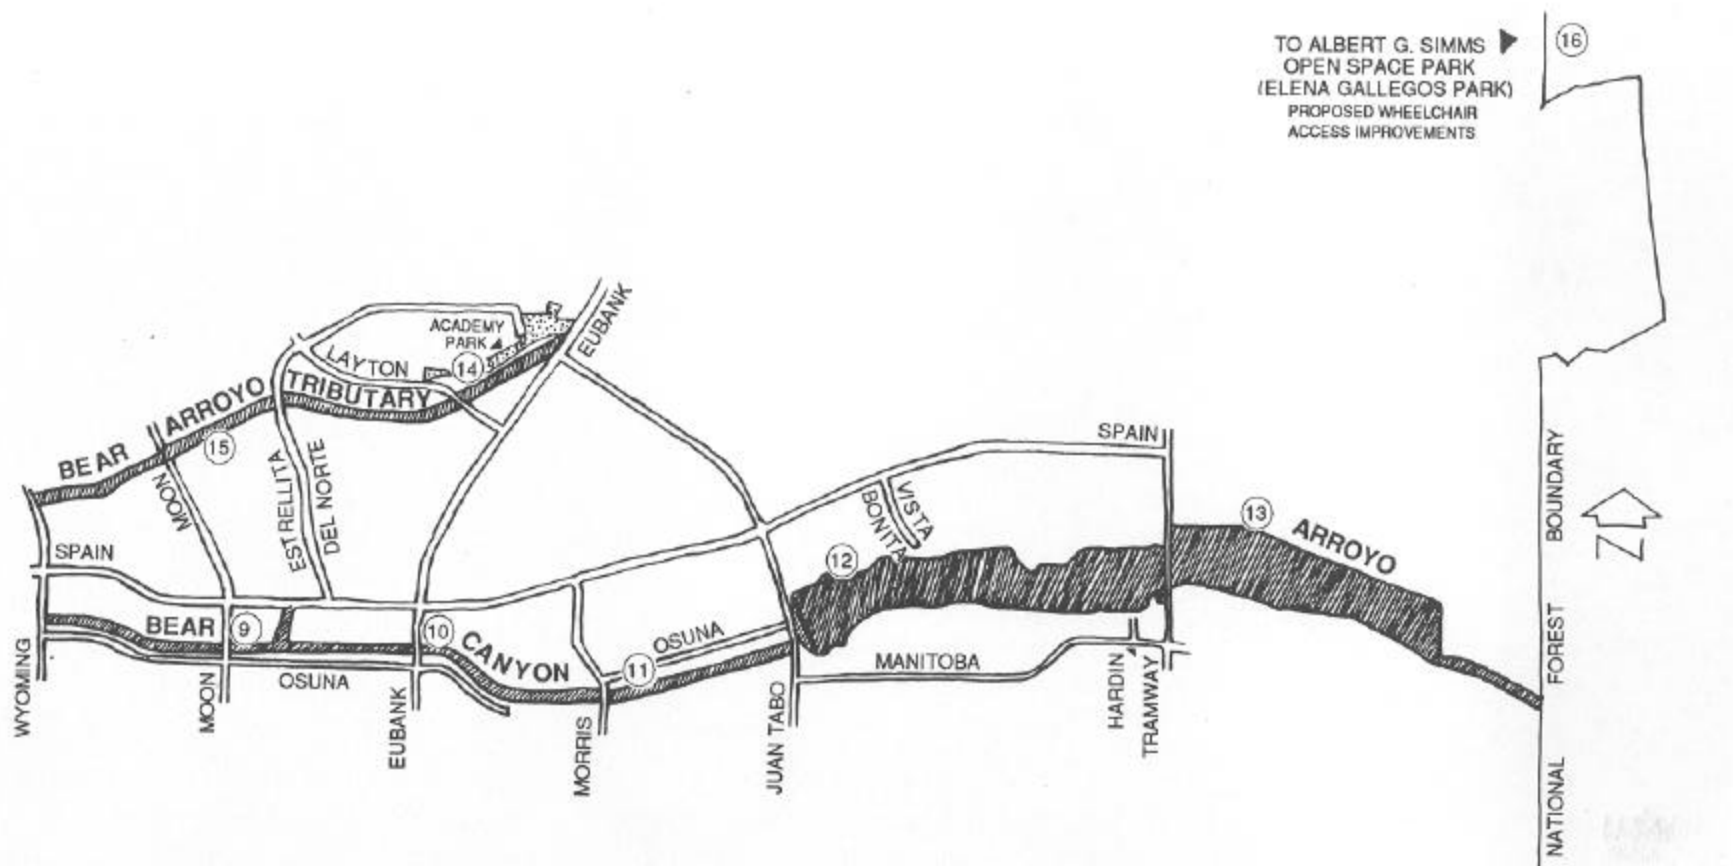 TO ALBERT G. SIMMS
OPEN SPACE PARK
(ELENA GALLEGOS PARK)
PROPOSED WHEELCHAIR
ACCESS IMPROVEMENTS
16
EUBANK
ACADEMY
PARK
LAYTON
14
BEAR ARROYO TRIBUTARY
15
MOON
ESTRELLITA
DEL NORTE
SPAIN
SPAIN
VISTA
BONITA
12
13
BEAR CANYON ARROYO
9
10
11
OSUNA
OSUNA
MANITOBA
WYOMING
MOON
EUBANK
MORRIS
JUAN TABO
HARDIN
TRAMWAY
NATIONAL FOREST BOUNDARY
N